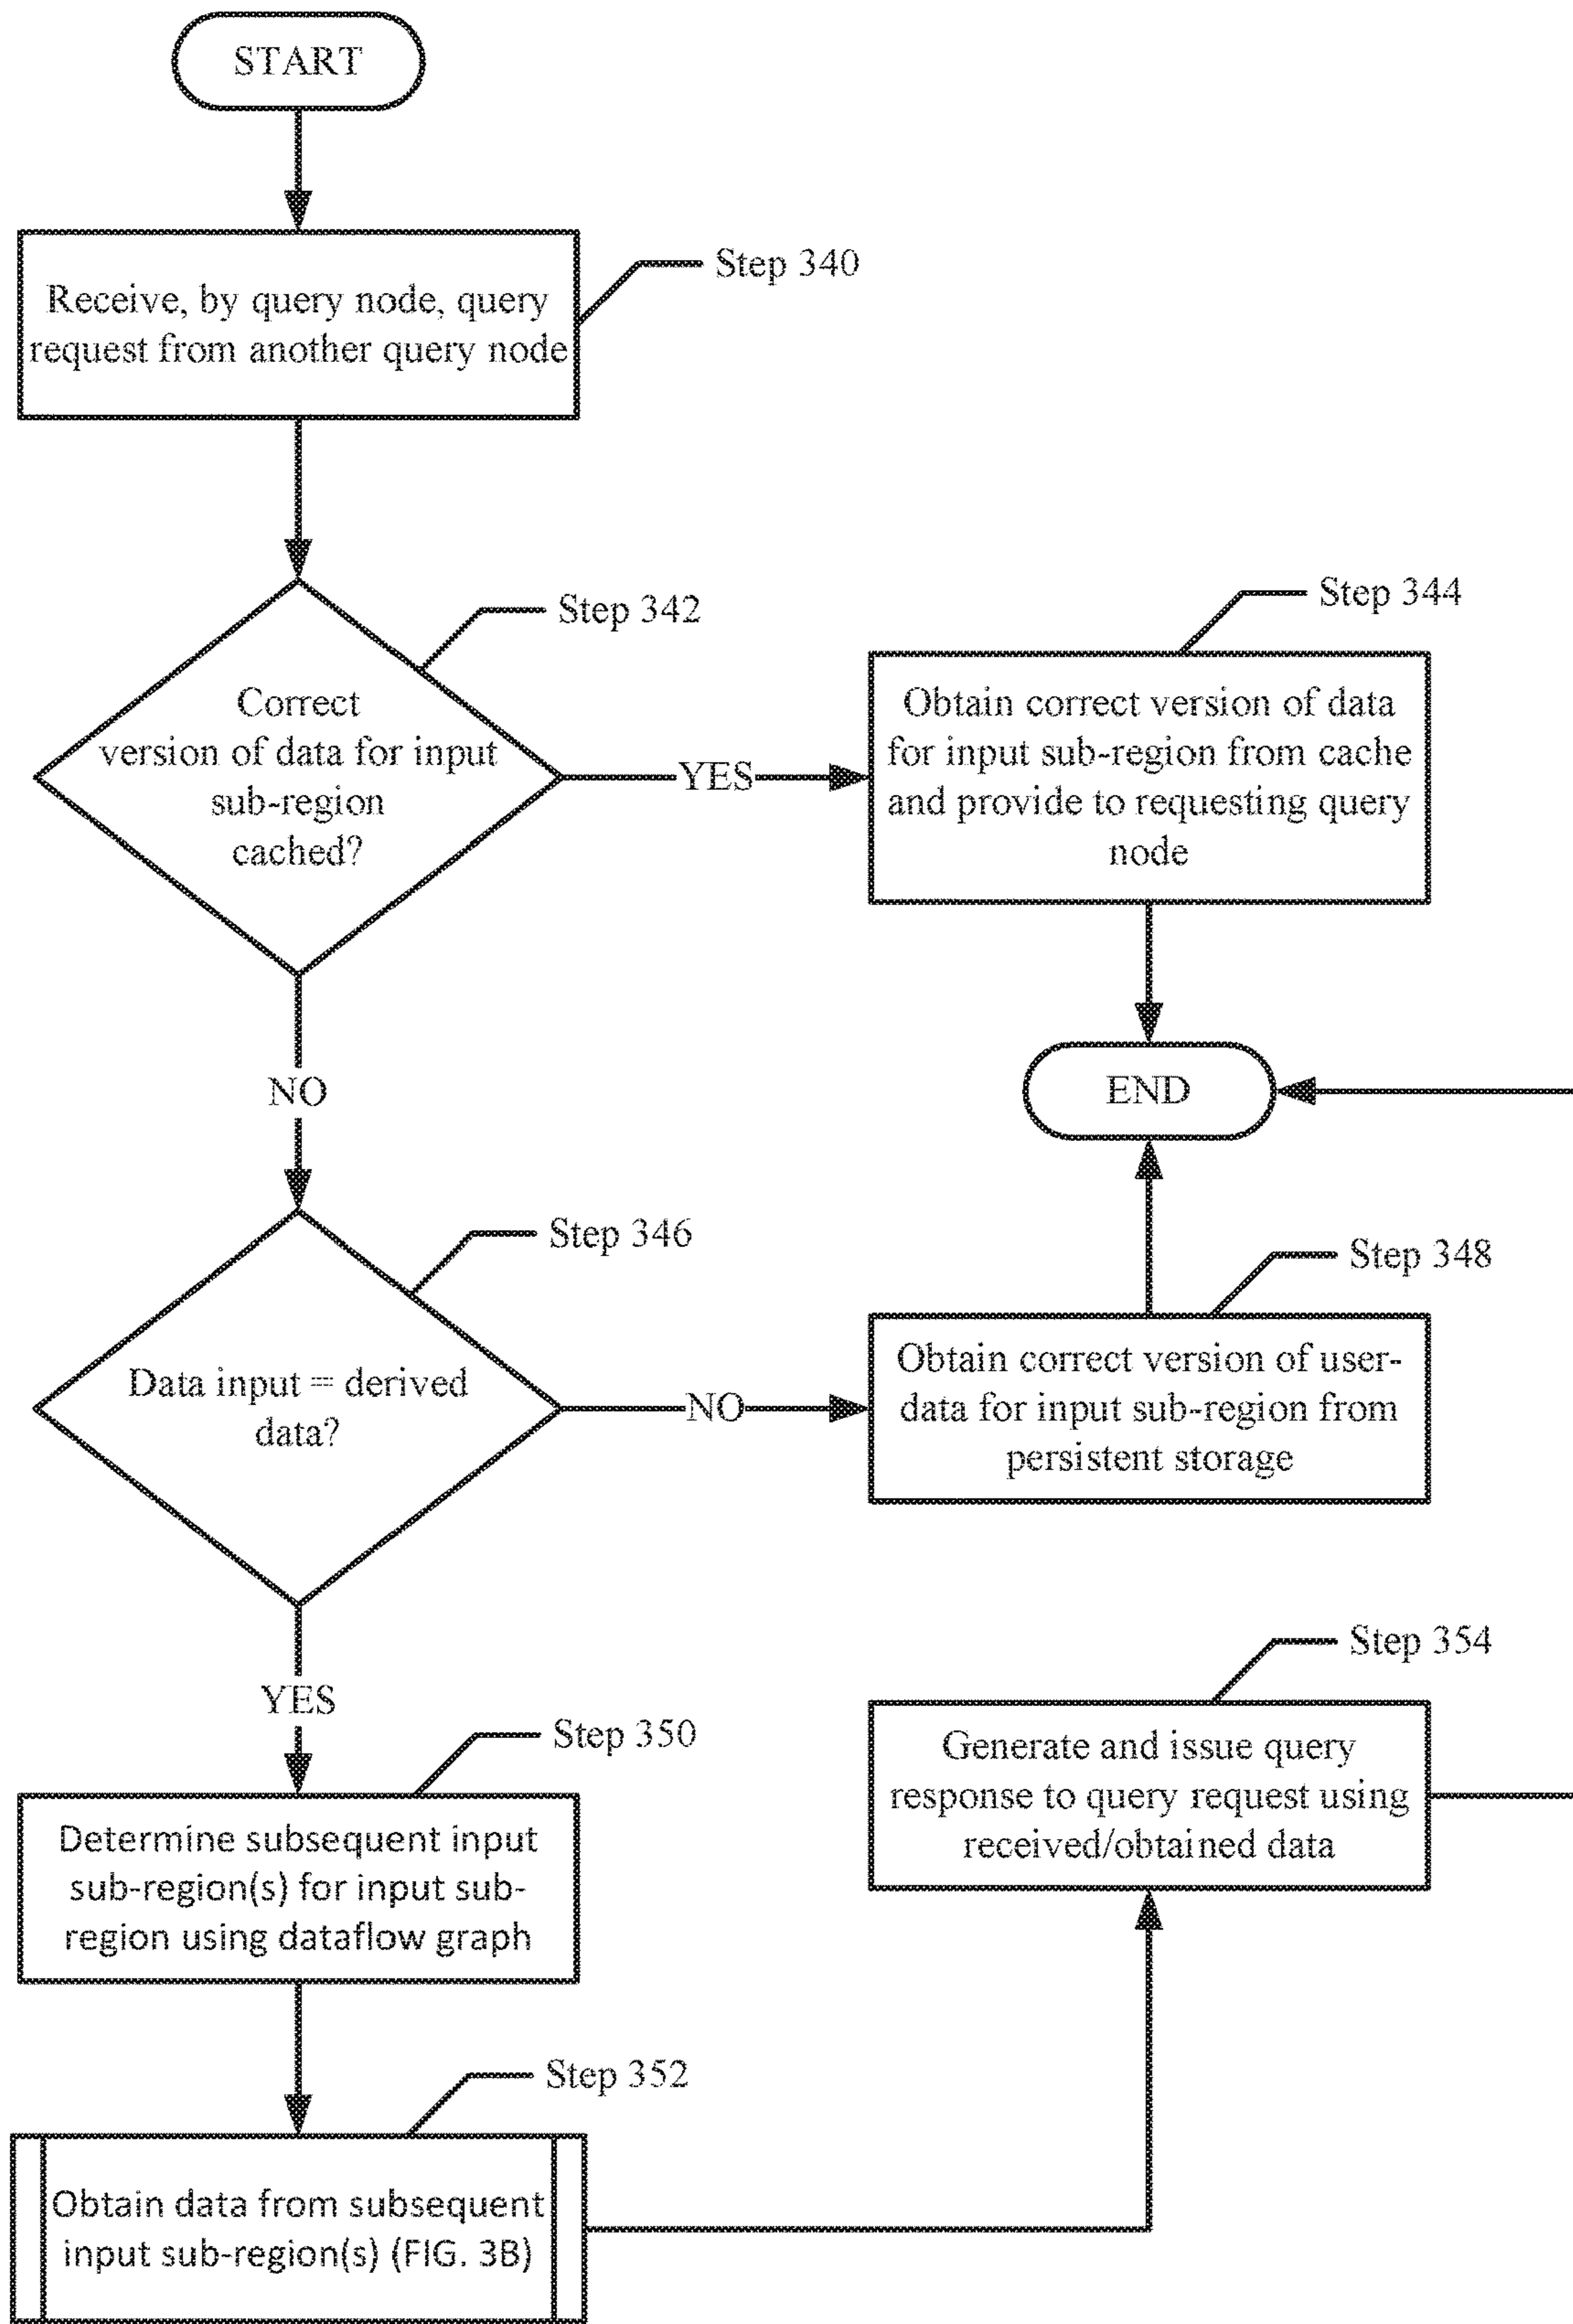 START
Step 340
Receive, by query node, query
request from another query node
Step 342
Correct
version of data for input
sub-region
cached?
YES
Step 344
Obtain correct version of data
for input sub-region from cache
and provide to requesting query
node
NO
END
Step 346
Data input = derived
data?
NO
Step 348
Obtain correct version of user-
data for input sub-region from
persistent storage
YES
Step 350
Determine subsequent input
sub-region(s) for input sub-
region using dataflow graph
Step 352
Obtain data from subsequent
input sub-region(s) (FIG. 3B)
Step 354
Generate and issue query
response to query request using
received/obtained data